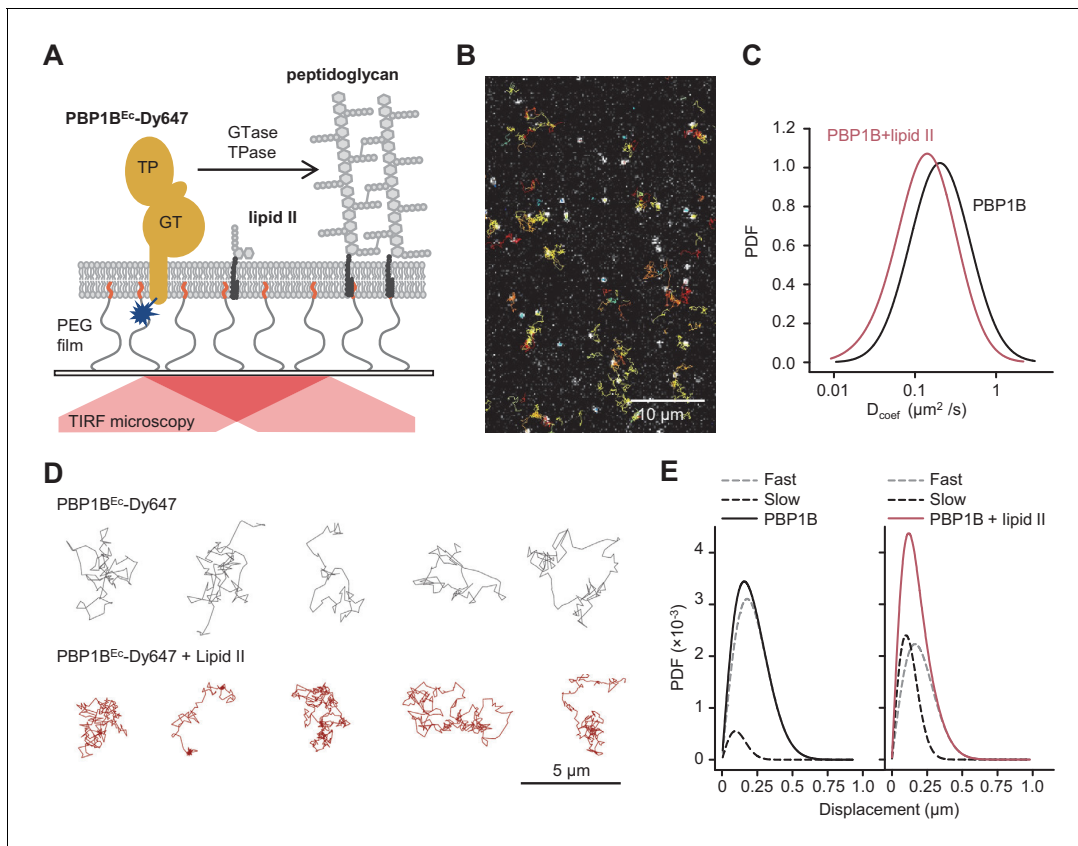 A
peptidoglycan
PBP1BEc-Dy647
GTase
TPase
TP
lipid II
GT
PEG
film
TIRF microscopy
B
10 µm
C
PBP1B+lipid II
PBP1B
PDF
1.2
1.0
0.8
0.6
0.4
0.2
0.0
0.01
0.1
1
Dcoef (µm2 /s)
D
PBP1BEc-Dy647
PBP1BEc-Dy647 + Lipid II
5 µm
E
Fast
Slow
PBP1B
Fast
Slow
PBP1B + lipid II
PDF (×10-3)
4
3
2
1
0
0 0.25 0.5 0.75 1
0 0.25 0.5 0.75 1
Displacement (µm)